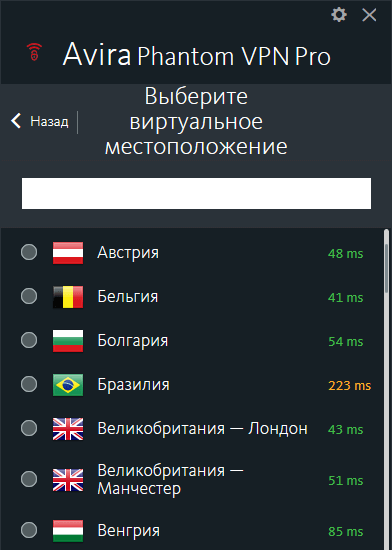 Avira Phantom VPN Pro
Назад
Выберите
виртуальное
местоположение
Австрия 48 ms
Бельгия 41 ms
Болгария 54 ms
Бразилия 223 ms
Великобритания — Лондон 43 ms
Великобритания —
Манчестер 51 ms
Венгрия 85 ms